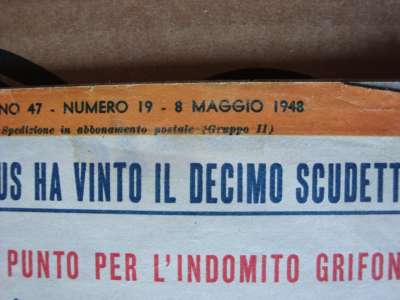 NO 47 - NUMERO 19 - 8 MAGGIO 1948
Spedizione in abbonamento postale (Gruppo II)
US HA VINTO IL DECIMO SCUDETT
PUNTO PER L'INDOMITO GRIFON